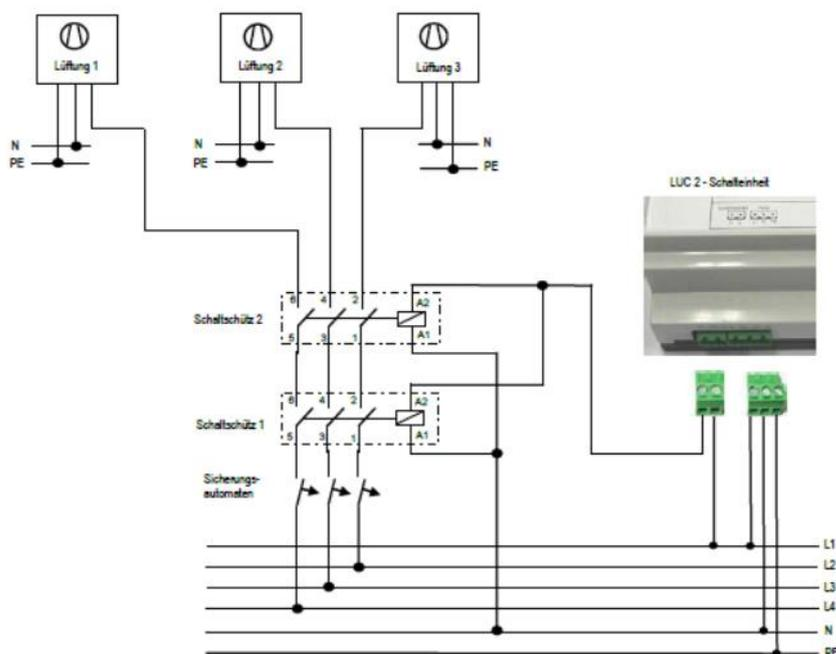 Lüftung 1
Lüftung 2
Lüftung 3
N
PE
N
PE
N
PE
LUC 2 - Schalteinheit
6 4 2
A2
Schaltschütz 2
5 3 1
A1
6 4 2
A2
Schaltschütz 1
5 3 1
A1
Sicherungs-
automaten
L1
L2
L3
L4
N
PE